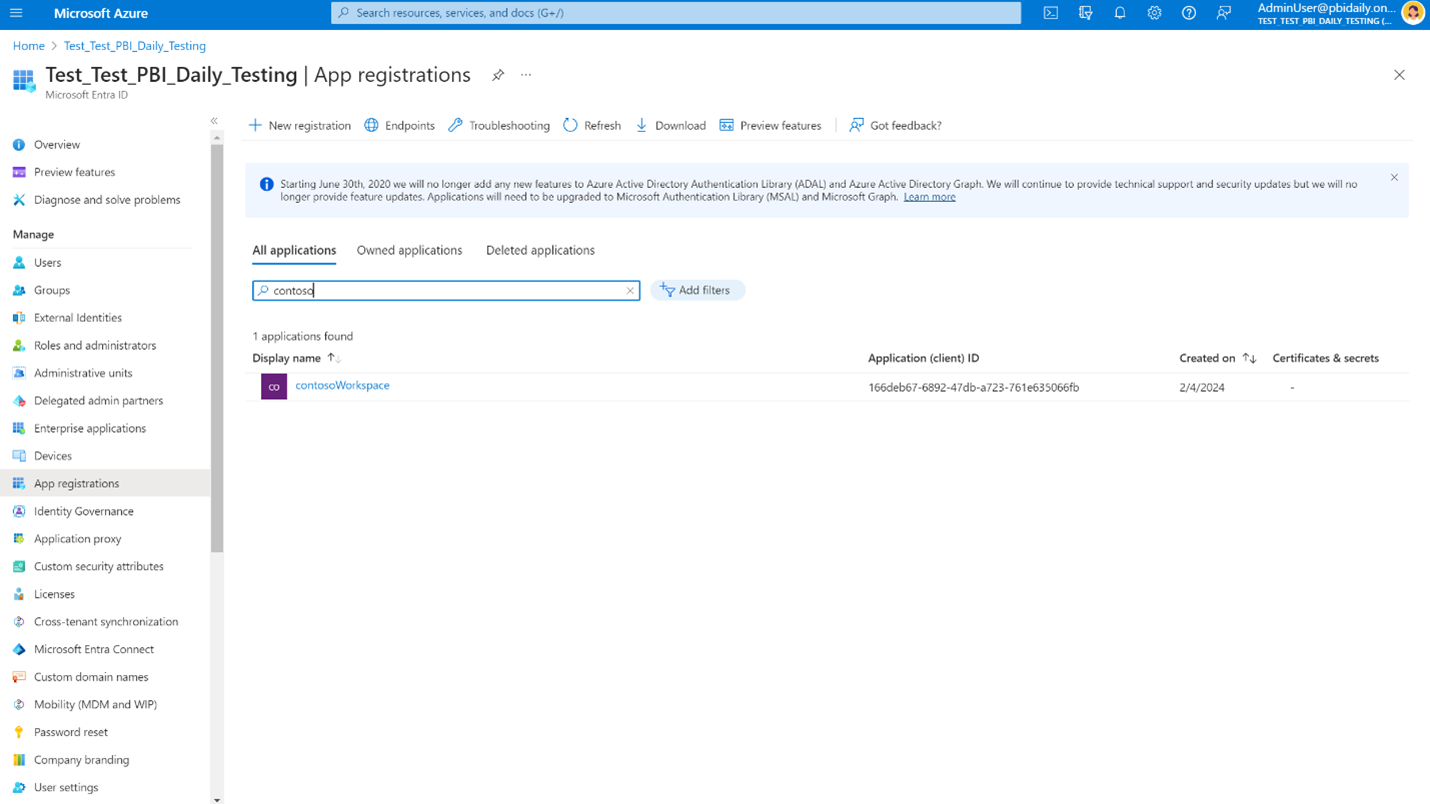 Microsoft Azure
Search resources, services, and docs (G+/)
AdminUser@pbidaily.on...
TEST_TEST_PBI_DAILY_TESTING (...
Home > Test_Test_PBI_Daily_Testing
Test_Test_PBI_Daily_Testing | App registrations
Microsoft Entra ID
New registration
Endpoints
Troubleshooting
Refresh
Download
Preview features
Got feedback?
Overview
Preview features
Diagnose and solve problems
Manage
Users
Groups
External Identities
Roles and administrators
Administrative units
Delegated admin partners
Enterprise applications
Devices
App registrations
Identity Governance
Application proxy
Custom security attributes
Licenses
Cross-tenant synchronization
Microsoft Entra Connect
Custom domain names
Mobility (MDM and WIP)
Password reset
Company branding
User settings
Starting June 30th, 2020 we will no longer add any new features to Azure Active Directory Authentication Library (ADAL) and Azure Active Directory Graph. We will continue to provide technical support and security updates but we will no
longer provide feature updates. Applications will need to be upgraded to Microsoft Authentication Library (MSAL) and Microsoft Graph. Learn more
All applications
Owned applications
Deleted applications
contoso
Add filters
1 applications found
Display name
Application (client) ID
Created on
Certificates & secrets
CO
contosoWorkspace
166deb67-6892-47db-a723-761e635066fb
2/4/2024
-